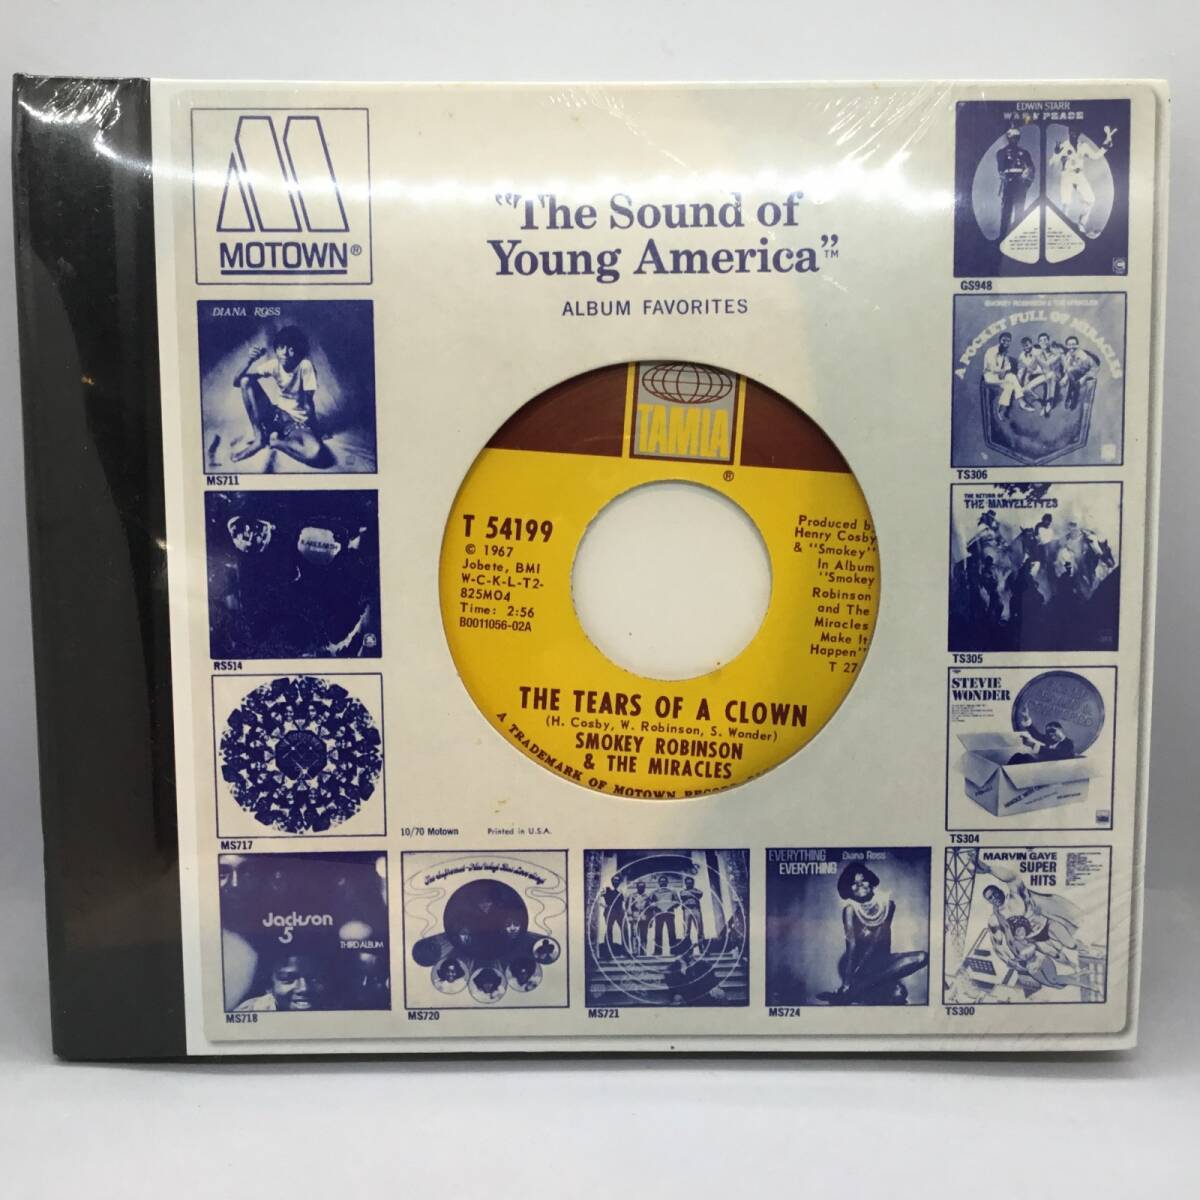 MOTOWN®
"The Sound of
Young America"™
ALBUM FAVORITES
EDWIN STARR
WAR & PEACE
GS948
DIANA ROSS
MS711
SMOKEY ROBINSON & THE MIRACLES
A POCKET FULL OF MIRACLES
TS306
RARE EARTH
RS514
THE RETURN OF
THE MARVELETTES
TS305
TAMLA
®
T 54199
© 1967
Jobete, BMI
W-C-K-L-T2-
825MO4
Time: 2:56
B0011056-02A
Produced b
Henry Cosby
& "Smokey"
In Album
"Smokey
Robinson
and The
Miracles
Make It
Happen"
T 27
THE TEARS OF A CLOWN
(H. Cosby, W. Robinson, S. Wonder)
SMOKEY ROBINSON
& THE MIRACLES
A TRADEMARK OF MOTOWN RECOR
STEVIE
WONDER
TS304
MS717
10/70 Motown
Printed in U.S.A.
Jackson
5
THIRD ALBUM
MS718
MS720
MS721
EVERYTHING
EVERYTHING
Diana Ross
MS724
MARVIN GAYE
SUPER
HITS
TS300